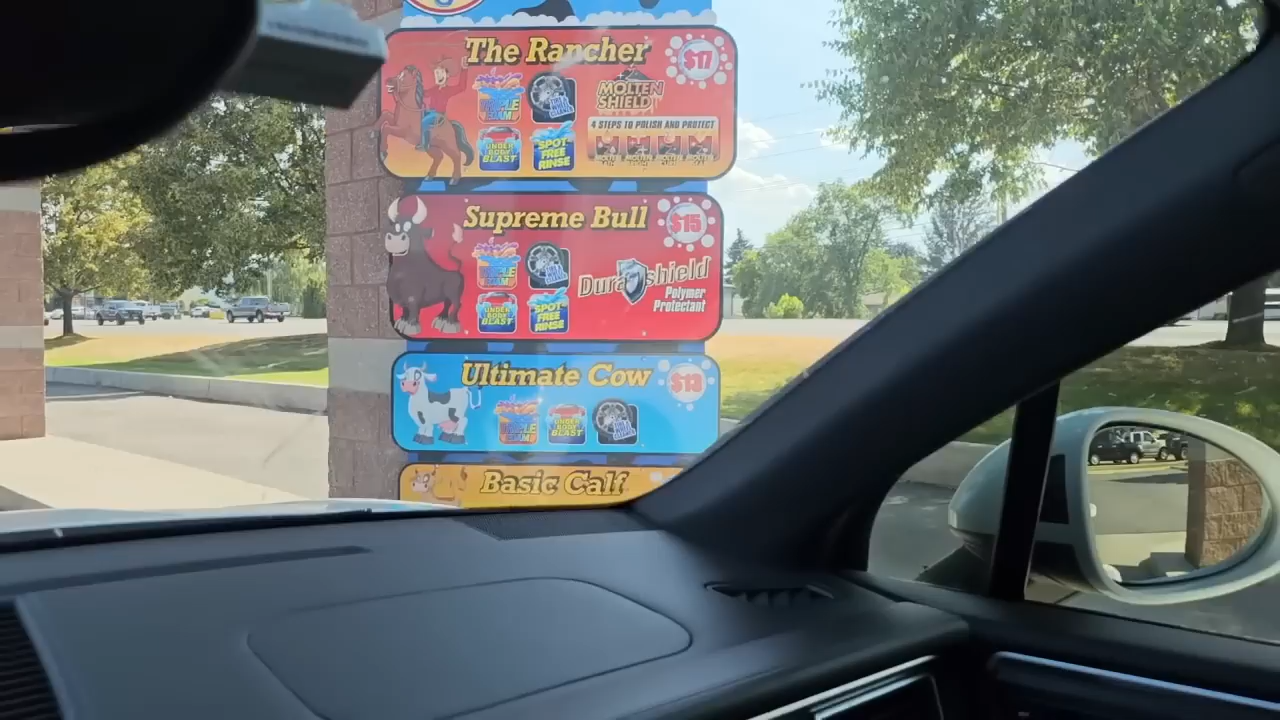 The Rancher
$17
TRIPLE FOAM
MOLTEN
SHIELD
4 STEPS TO POLISH AND PROTECT
UNDER
BODY
BLAST
SPOT
FREE
RINSE
Supreme Bull
$15
TRIPLE FOAM
Dura shield
Polymer
Protectant
UNDER
BODY
BLAST
SPOT
FREE
RINSE
Ultimate Cow
$13
TRIPLE
FOAM
UNDER
BODY
BLAST
Basic Calf